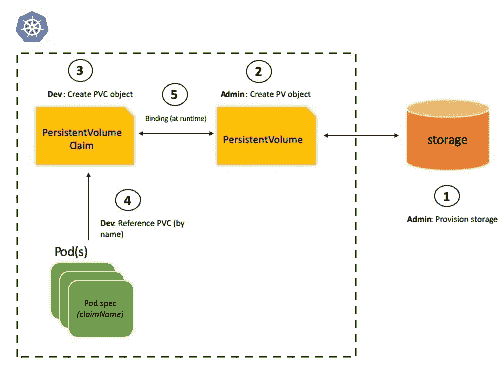 3
2
Dev: Create PVC object
5
Admin: Create PV object
Binding (at runtime)
PersistentVolume
Claim
PersistentVolume
storage
1
Admin: Provision storage
4
Dev: Reference PVC (by
name)
Pod(s)
Pod spec
(claimName)